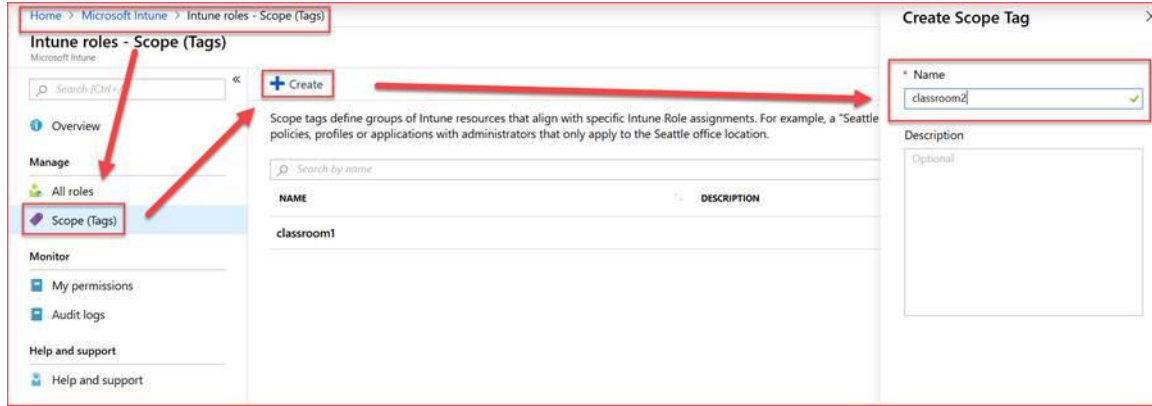 Home > Microsoft Intune > Intune roles - Scope (Tags)
Intune roles - Scope (Tags)
Microsoft Intune
Search (Ctrl+/)
«
Overview
Manage
All roles
Scope (Tags)
Monitor
My permissions
Audit logs
Help and support
Help and support
+ Create
Scope tags define groups of Intune resources that align with specific Intune Role assignments. For example, a "Seattle
policies, profiles or applications with administrators that only apply to the Seattle office location.
Search by name
NAME ↑↓ DESCRIPTION
classroom1
Create Scope Tag
* Name
classroom2
Description
Optional